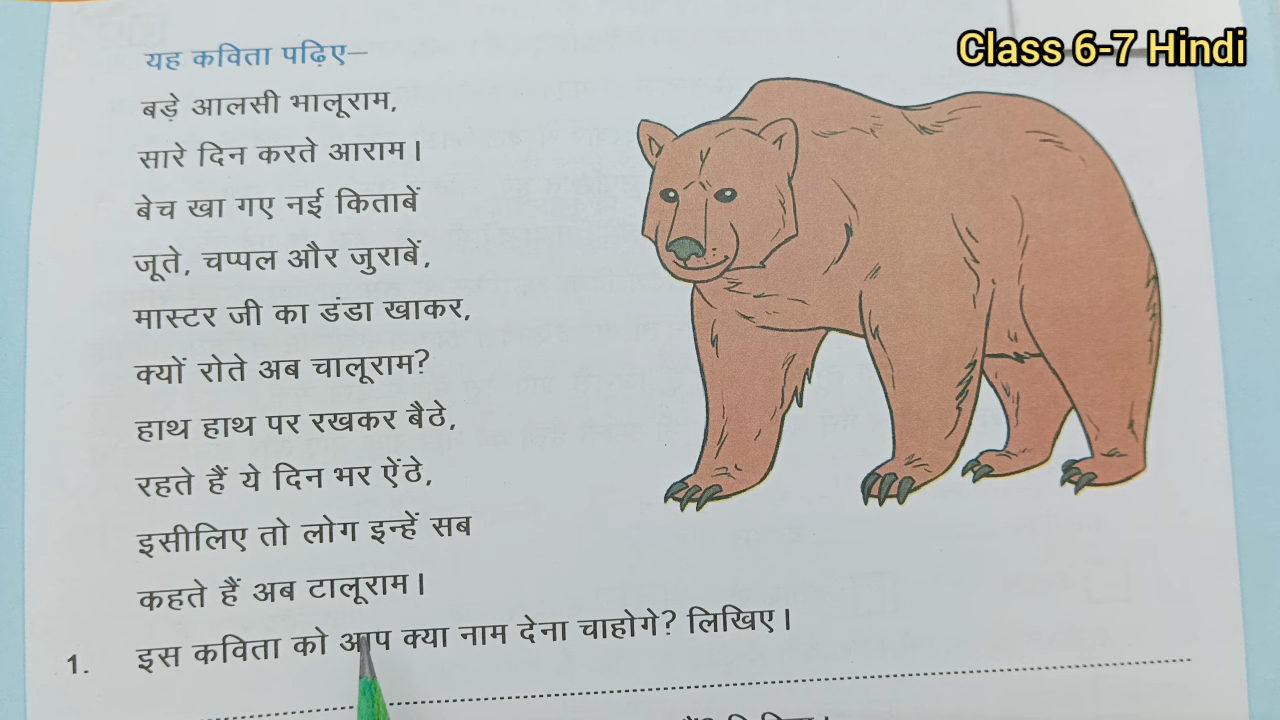 Class 6-7 Hindi
यह कविता पढ़िए–
बड़े आलसी भालूराम,
सारे दिन करते आराम।
बेच खा गए नई किताबें
जूते, चप्पल और जुराबें,
मास्टर जी का डंडा खाकर,
क्यों रोते अब चालूराम?
हाथ हाथ पर रखकर बैठे,
रहते हैं ये दिन भर ऐंठे,
इसीलिए तो लोग इन्हें सब
कहते हैं अब टालूराम।
1. इस कविता को आप क्या नाम देना चाहोगे? लिखिए।